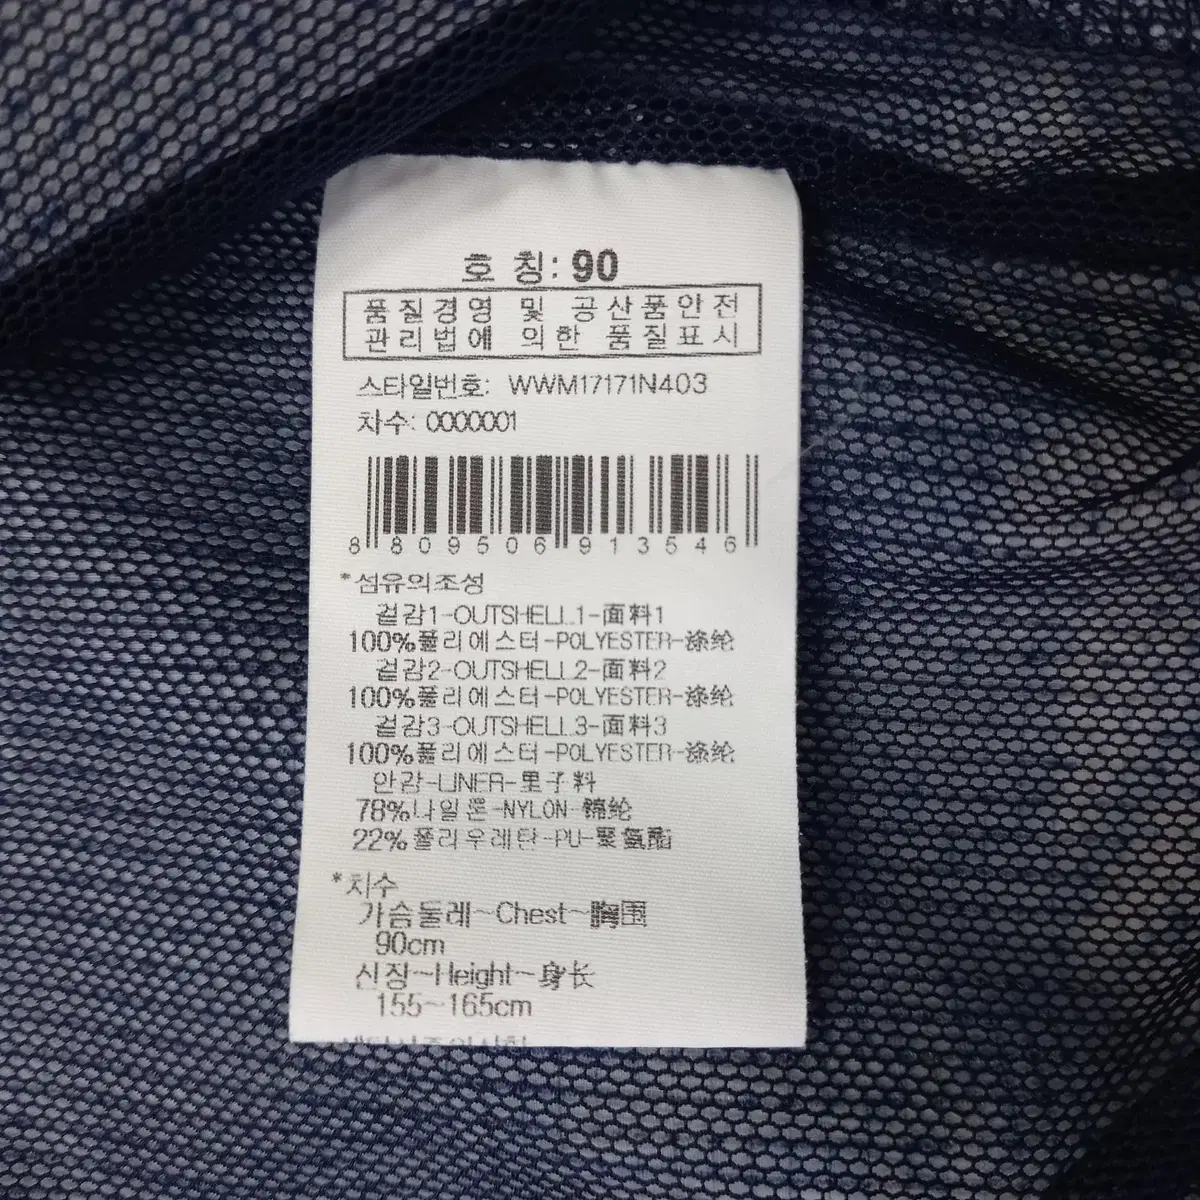 호 칭: 90
품질경영 및 공산품안전
관리법에 의한 품질표시
스타일번호: WWM17171N403
차수: 0000001
8 809506 913546
*섬유의조성
겉감1-OUTSHELL1-面料1
100%폴리에스터-POLYESTER-涤纶
겉감2-OUTSHELL2-面料2
100%폴리에스터-POLYESTER-涤纶
겉감3-OUTSHELL3-面料3
100%폴리에스터-POLYESTER-涤纶
안감-LINER-里子料
78%나일론-NYLON-锦纶
22%폴리우레탄-PU-聚氨酯
*치수
가슴둘레~Chest~胸围
90cm
신장~Height~身长
155~165cm